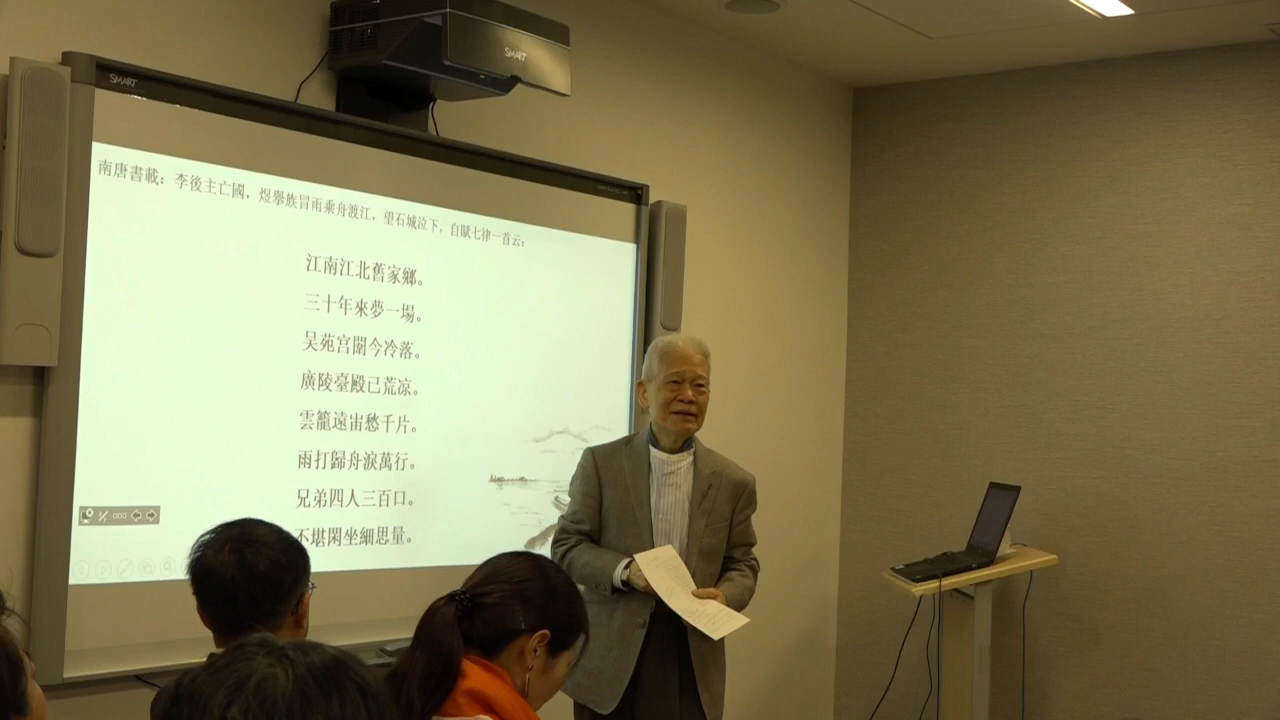 SMART
SMART
南唐書載：李後主亡國，煜舉族冒雨乘舟渡江，望石城泣下，自賦七律一首云：
江南江北舊家鄉。
三十年來夢一場。
吴苑宫闈今冷落。
廣陵臺殿已荒凉。
雲籠遠岫愁千片。
雨打歸舟淚萬行。
兄弟四人三百口。
不堪閑坐細思量。